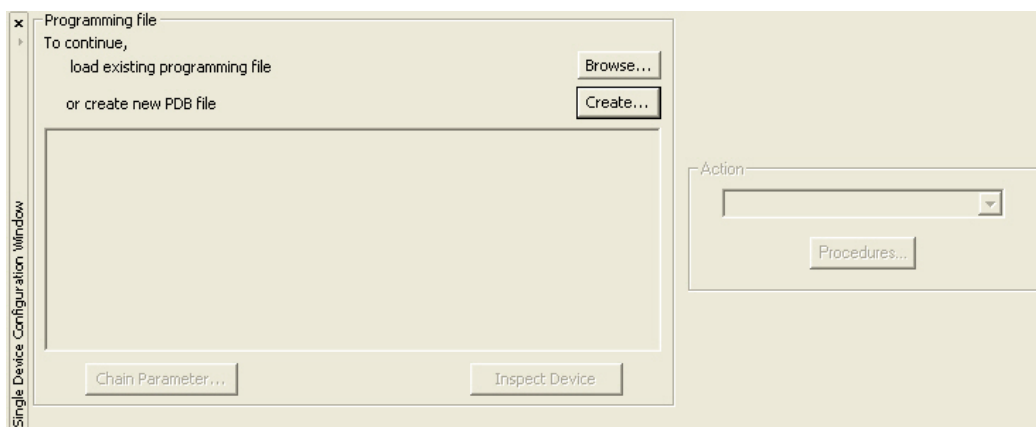 Programming file
To continue,
load existing programming file
Browse...
or create new PDB file
Create...
Action
Procedures...
Chain Parameter...
Inspect Device
Single Device Configuration Window